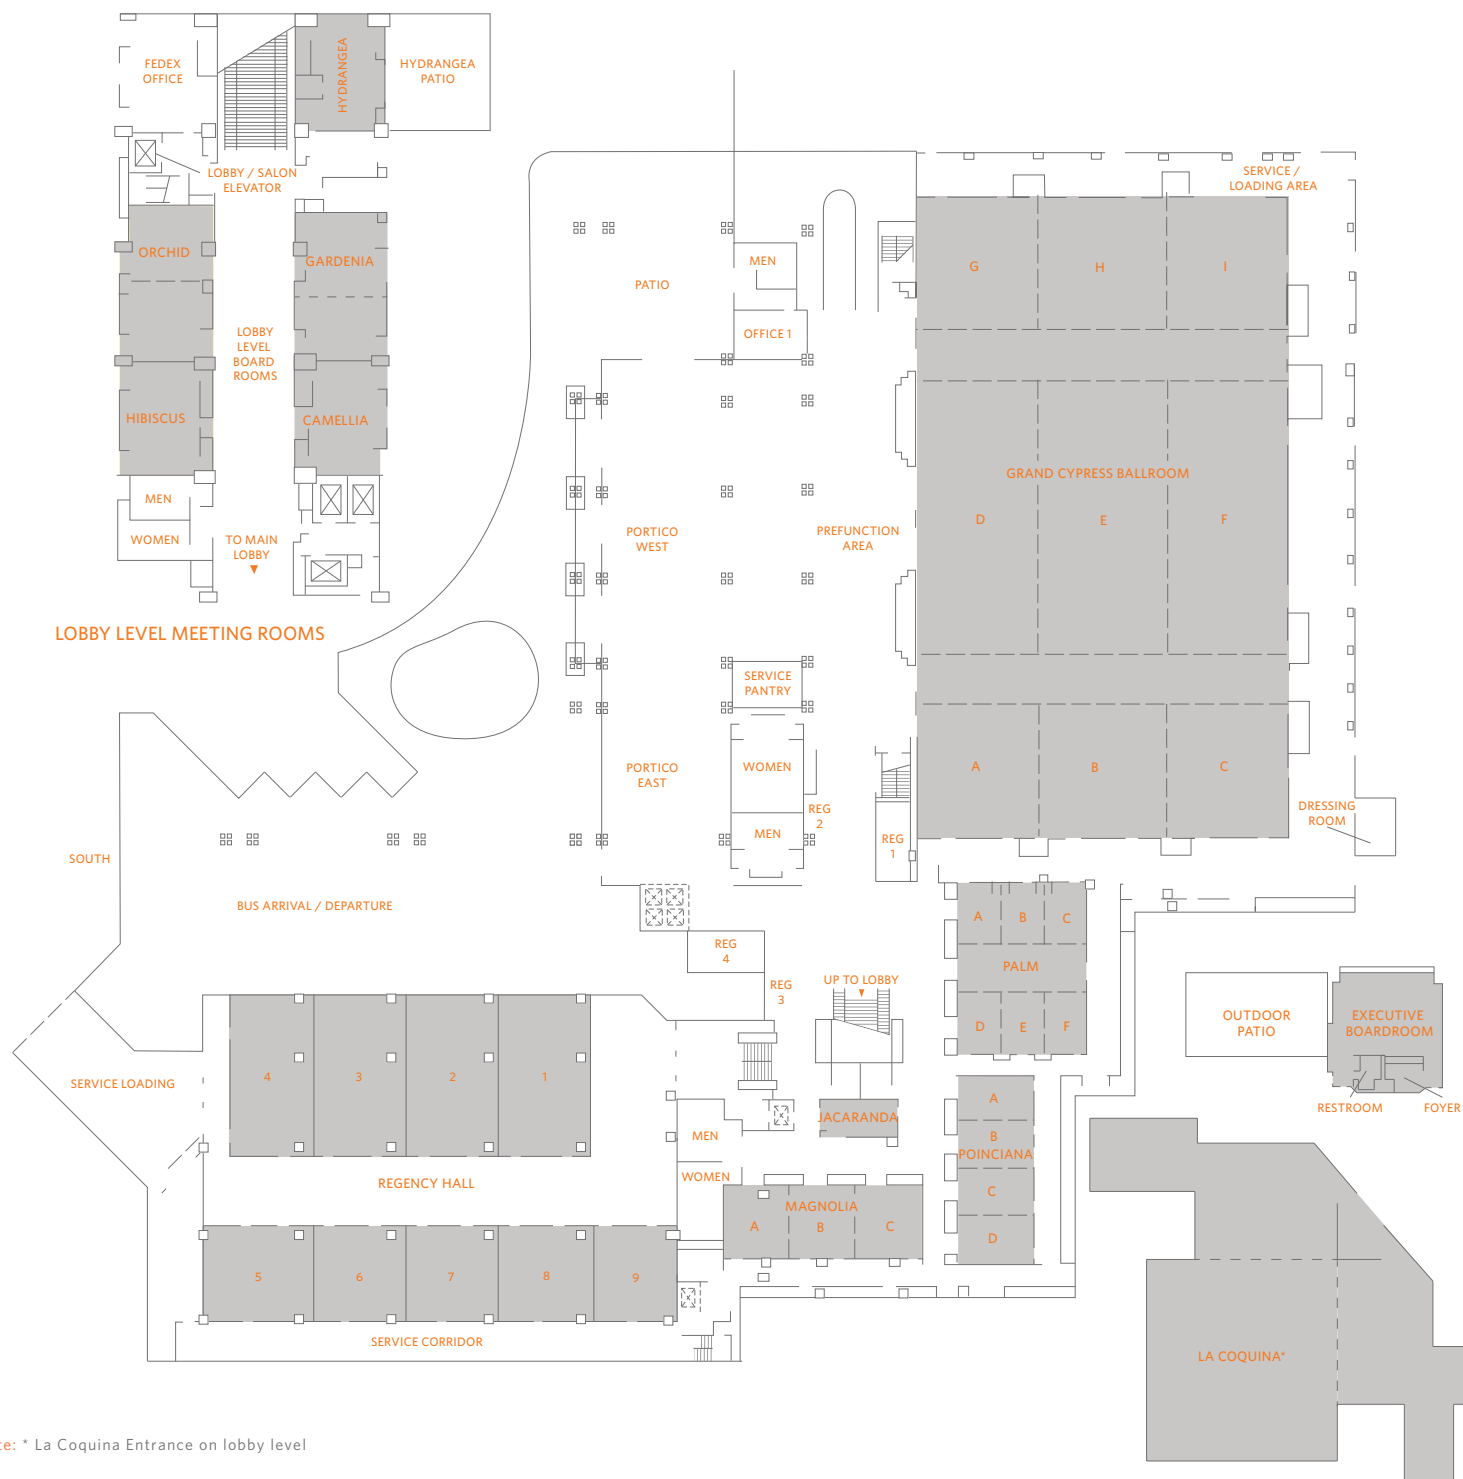 FEDEX
OFFICE
HYDRANGEA
HYDRANGEA
PATIO
LOBBY / SALON
ELEVATOR
ORCHID
GARDENIA
LOBBY
LEVEL
BOARD
ROOMS
HIBISCUS
CAMELLIA
MEN
WOMEN
TO MAIN
LOBBY
LOBBY LEVEL MEETING ROOMS
SERVICE /
LOADING AREA
MEN
PATIO
OFFICE 1
G
H
I
GRAND CYPRESS BALLROOM
D
E
F
PORTICO
WEST
PREFUNCTION
AREA
SERVICE
PANTRY
PORTICO
EAST
WOMEN
A
B
C
REG
2
MEN
REG
1
DRESSING
ROOM
SOUTH
BUS ARRIVAL / DEPARTURE
REG
4
REG
3
UP TO LOBBY
A
B
C
PALM
D
E
F
OUTDOOR
PATIO
EXECUTIVE
BOARDROOM
RESTROOM
FOYER
SERVICE LOADING
4
3
2
1
JACARANDA
A
B
POINCIANA
C
D
MEN
WOMEN
REGENCY HALL
MAGNOLIA
A
B
C
5
6
7
8
9
SERVICE CORRIDOR
LA COQUINA*
te: * La Coquina Entrance on lobby level